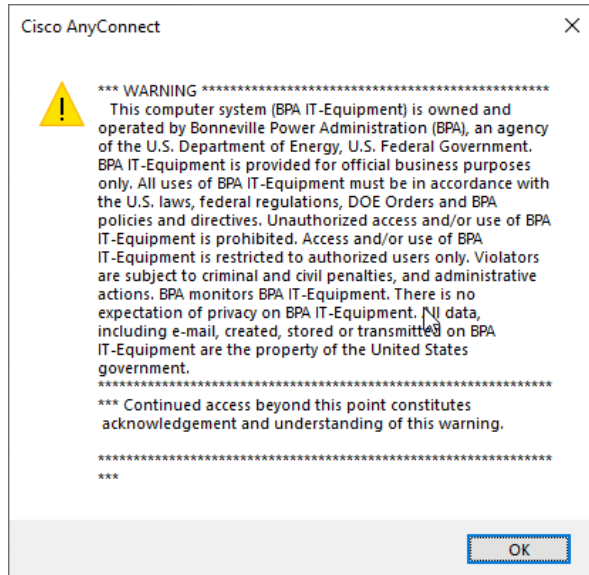 Cisco AnyConnect
*** WARNING *************************************************
This computer system (BPA IT-Equipment) is owned and
operated by Bonneville Power Administration (BPA), an agency
of the U.S. Department of Energy, U.S. Federal Government.
BPA IT-Equipment is provided for official business purposes
only. All uses of BPA IT-Equipment must be in accordance with
the U.S. laws, federal regulations, DOE Orders and BPA
policies and directives. Unauthorized access and/or use of BPA
IT-Equipment is prohibited. Access and/or use of BPA
IT-Equipment is restricted to authorized users only. Violators
are subject to criminal and civil penalties, and administrative
actions. BPA monitors BPA IT-Equipment. There is no
expectation of privacy on BPA IT-Equipment. All data,
including e-mail, created, stored or transmitted on BPA
IT-Equipment are the property of the United States
government.
****************************************************************
*** Continued access beyond this point constitutes
acknowledgement and understanding of this warning.
****************************************************************
***
OK